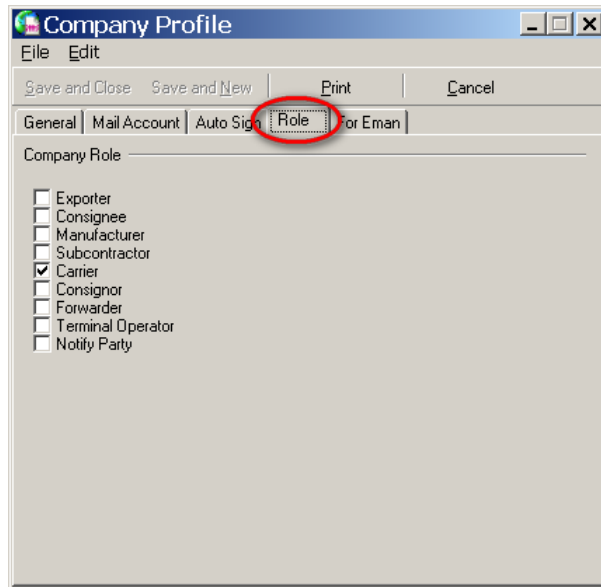 Company Profile
File Edit
Save and Close Save and New Print Cancel
General Mail Account Auto Sign Role For Eman
Company Role
Exporter
Consignee
Manufacturer
Subcontractor
Carrier
Consignor
Forwarder
Terminal Operator
Notify Party